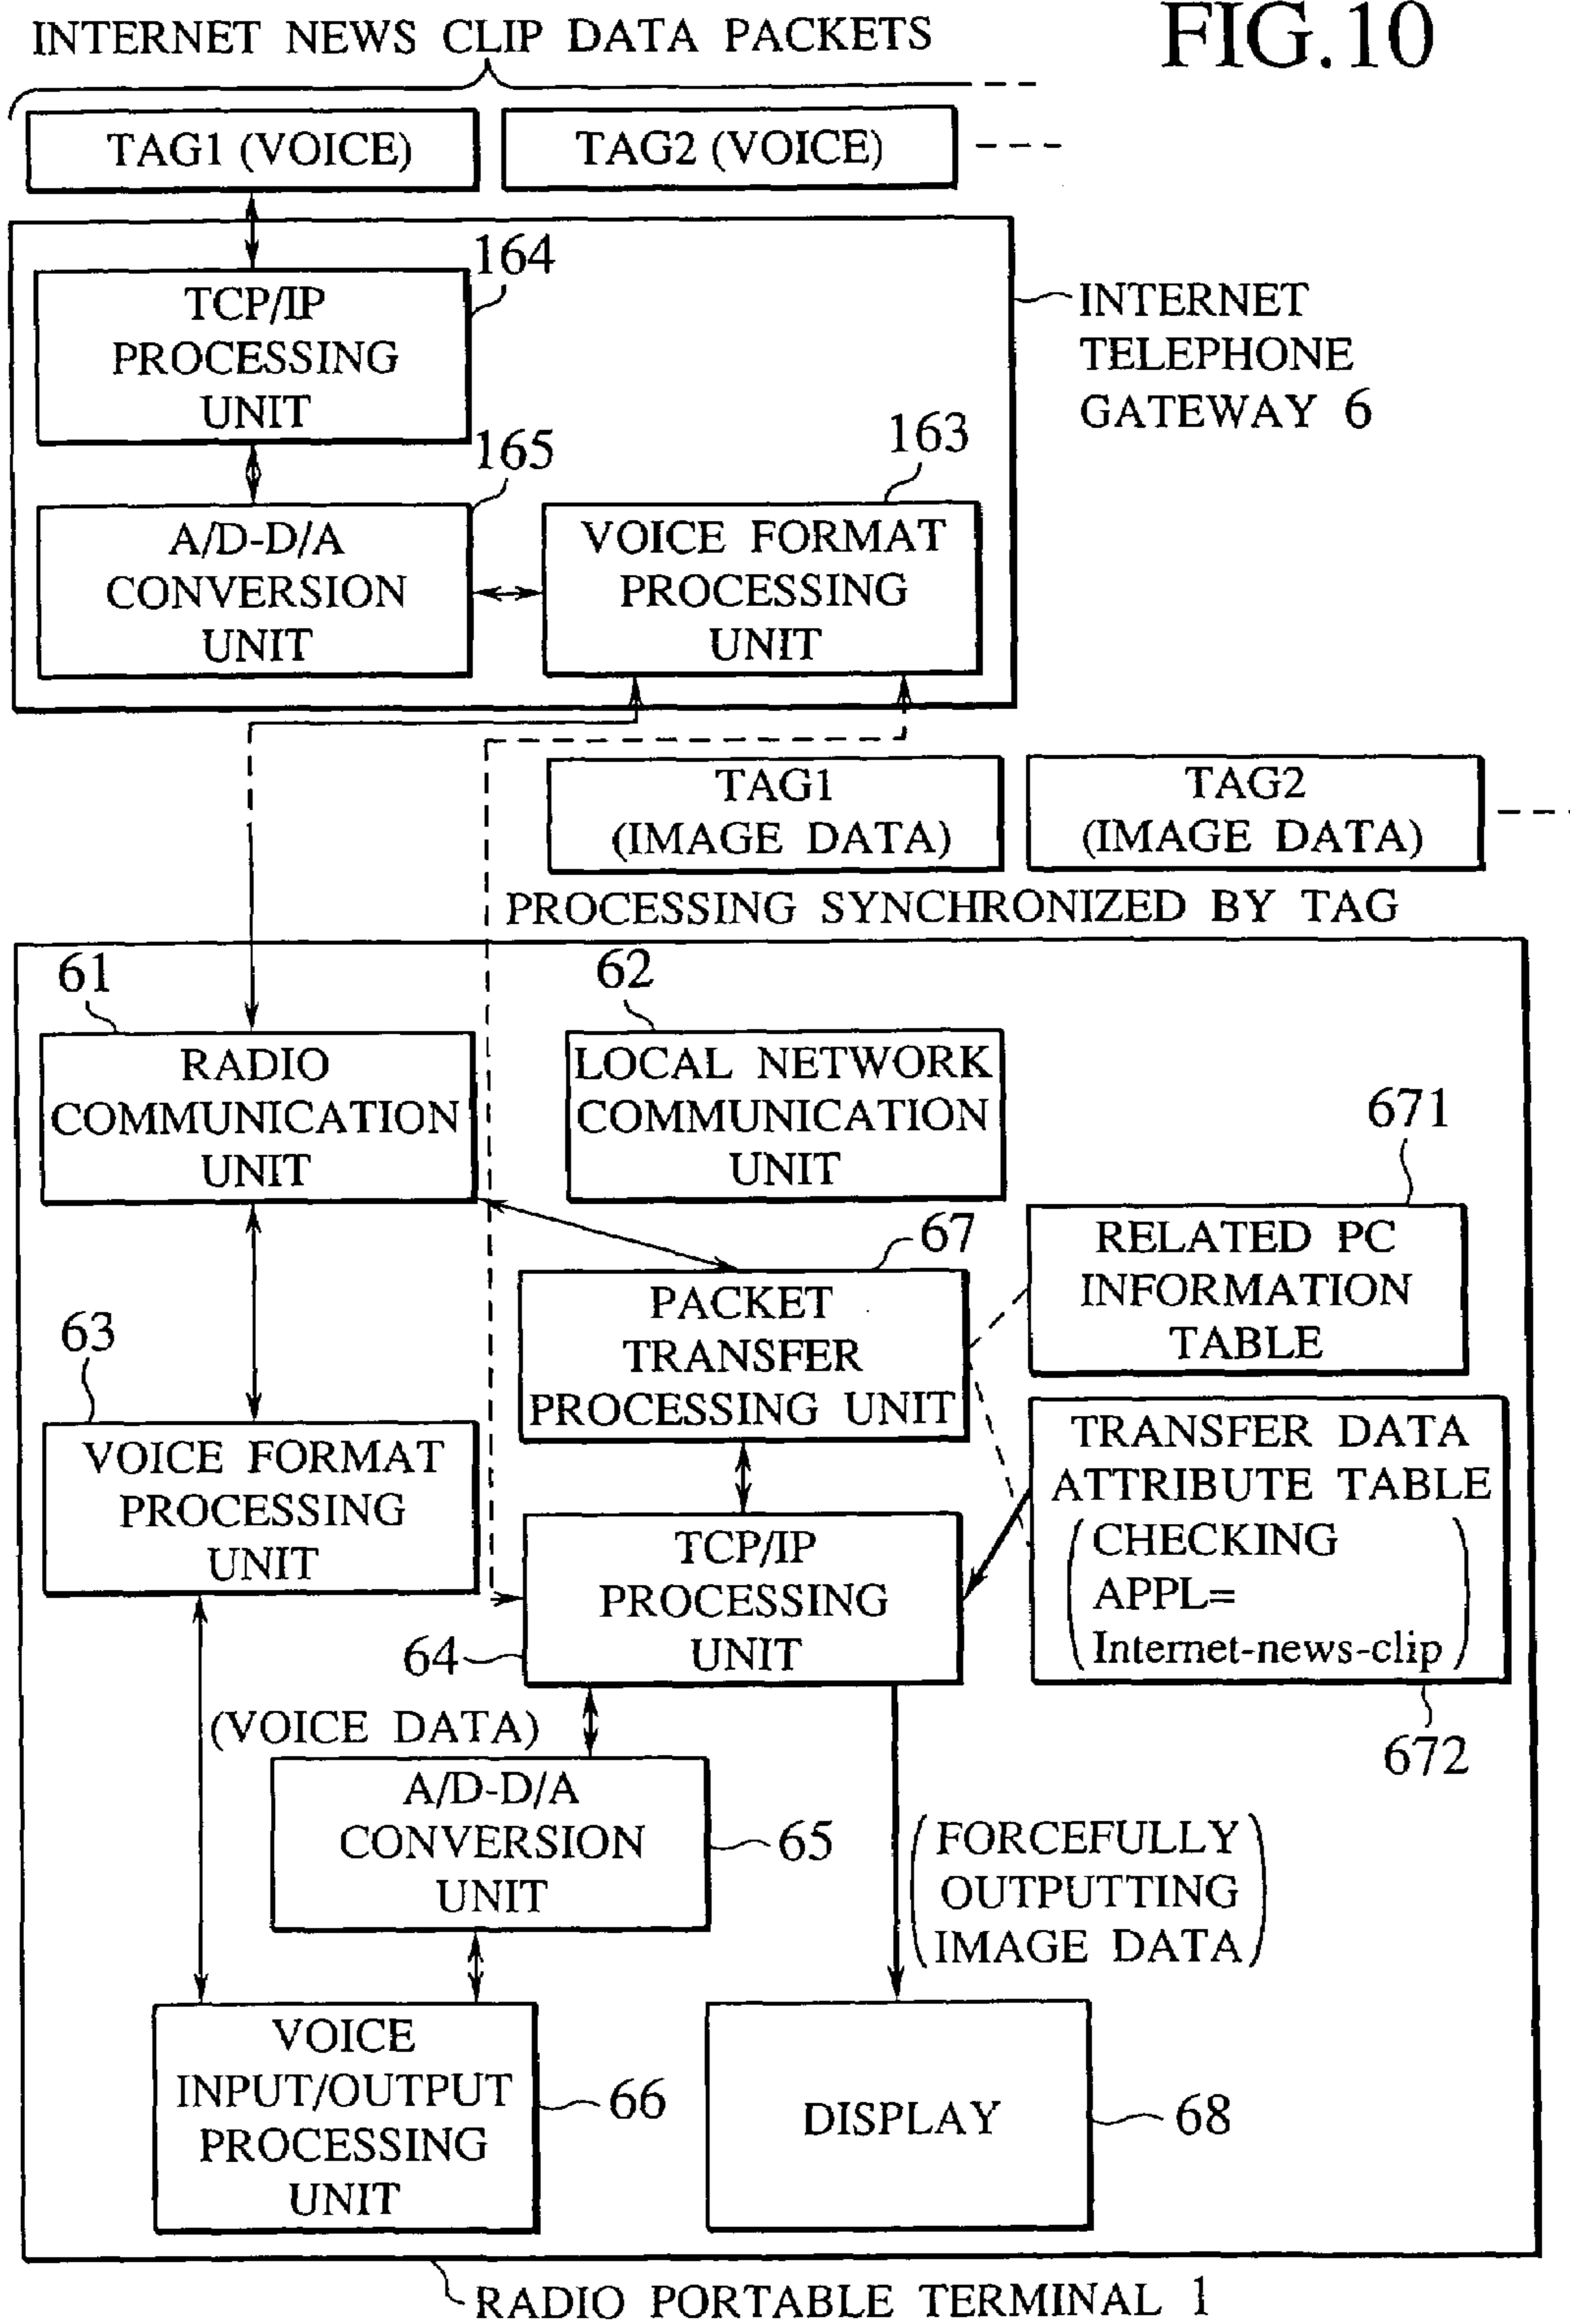 FIG.10
INTERNET NEWS CLIP DATA PACKETS
TAG1 (VOICE)
TAG2 (VOICE)
164
TCP/IP
PROCESSING
UNIT
INTERNET
TELEPHONE
GATEWAY 6
165
163
A/D-D/A
CONVERSION
UNIT
VOICE FORMAT
PROCESSING
UNIT
TAG1
(IMAGE DATA)
TAG2
(IMAGE DATA)
PROCESSING SYNCHRONIZED BY TAG
61
62
RADIO
COMMUNICATION
UNIT
LOCAL NETWORK
COMMUNICATION
UNIT
671
67
RELATED PC
INFORMATION
TABLE
PACKET
TRANSFER
PROCESSING UNIT
63
VOICE FORMAT
PROCESSING
UNIT
TRANSFER DATA
ATTRIBUTE TABLE
(CHECKING
APPL=
Internet-news-clip)
672
TCP/IP
PROCESSING
UNIT
64
(VOICE DATA)
A/D-D/A
CONVERSION
UNIT
65
(FORCEFULLY
OUTPUTTING
IMAGE DATA)
VOICE
INPUT/OUTPUT
PROCESSING
UNIT
66
DISPLAY
68
RADIO PORTABLE TERMINAL 1